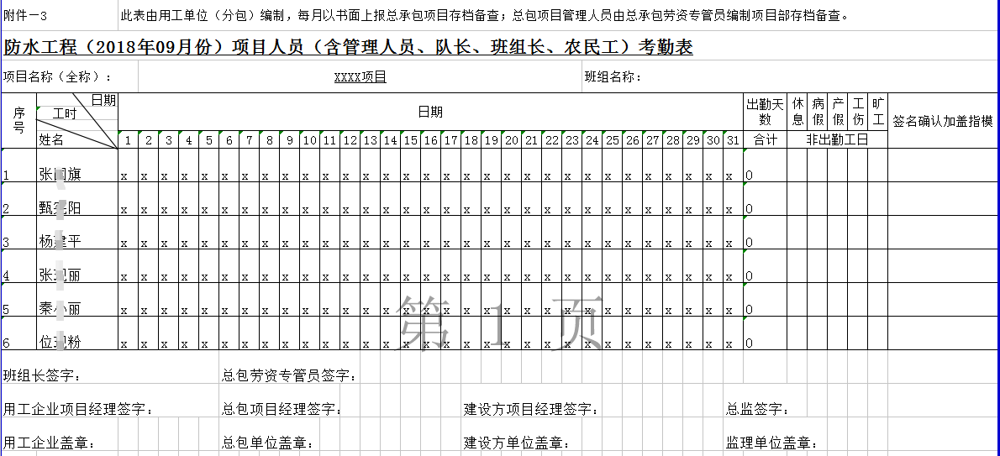 附件—3 此表由用工单位（分包）编制，每月以书面上报总承包项目存档备查；总包项目管理人员由总承包劳资专管员编制项目部存档备查。
防水工程（2018年09月份）项目人员（含管理人员、队长、班组长、农民工）考勤表
项目名称（全称）： XXXX项目 班组名称：
序号 日期 工时 姓名 日期 出勤天数 休息 病假 产假 工伤 旷工 签名确认加盖指模
1 2 3 4 5 6 7 8 9 10 11 12 13 14 15 16 17 18 19 20 21 22 23 24 25 26 27 28 29 30 31 合计 非出勤工日
1 张 旗 x x x x x x x x x x x x x x x x x x x x x x x x x x x x x x x 0
2 甄 阳 x x x x x x x x x x x x x x x x x x x x x x x x x x x x x x x 0
3 杨 平 x x x x x x x x x x x x x x x x x x x x x x x x x x x x x x x 0
4 张 丽 x x x x x x x x x x x x x x x x x x x x x x x x x x x x x x x 0
5 秦 丽 x x x x x x x x x x x x x x x x x x x x x x x x x x x x x x x 0
6 位 粉 x x x x x x x x x x x x x x x x x x x x x x x x x x x x x x x 0
第 1 页
班组长签字： 总包劳资专管员签字：
用工企业项目经理签字： 总包项目经理签字： 建设方项目经理签字： 总监签字：
用工企业盖章： 总包单位盖章： 建设方单位盖章： 监理单位盖章：